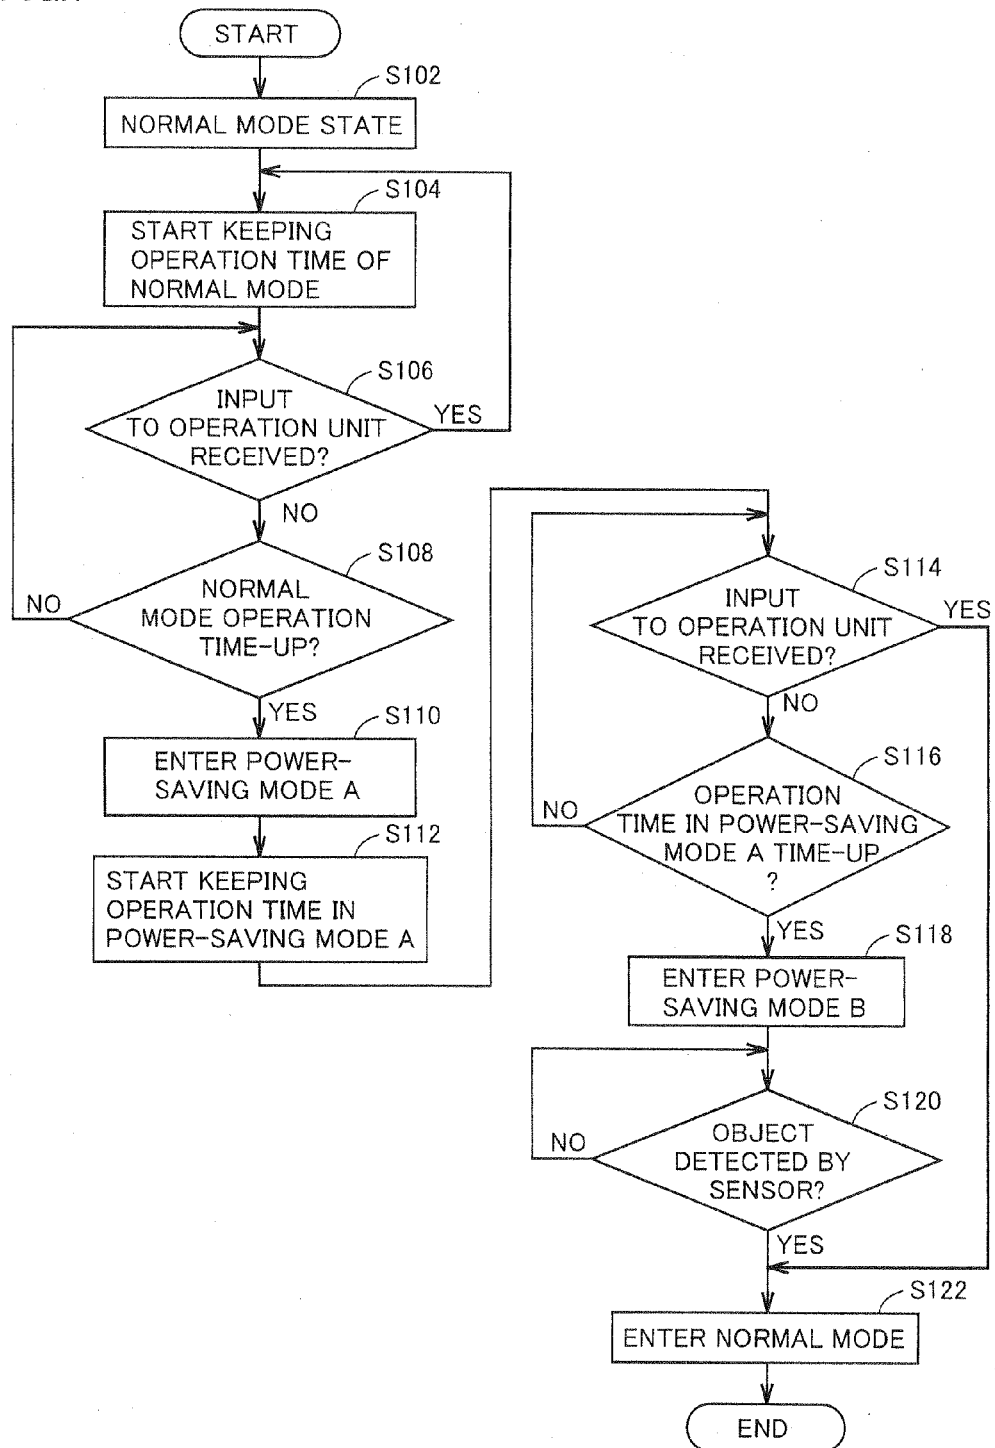 START
S102
NORMAL MODE STATE
S104
START KEEPING
OPERATION TIME OF
NORMAL MODE
S106
INPUT
TO OPERATION UNIT
RECEIVED?
YES
NO
S108
NORMAL
MODE OPERATION
TIME-UP?
NO
YES
S110
ENTER POWER-
SAVING MODE A
S112
START KEEPING
OPERATION TIME IN
POWER-SAVING MODE A
S114
INPUT
TO OPERATION UNIT
RECEIVED?
YES
NO
S116
OPERATION
TIME IN POWER-SAVING
MODE A TIME-UP
?
NO
YES
S118
ENTER POWER-
SAVING MODE B
S120
OBJECT
DETECTED BY
SENSOR?
NO
YES
S122
ENTER NORMAL MODE
END